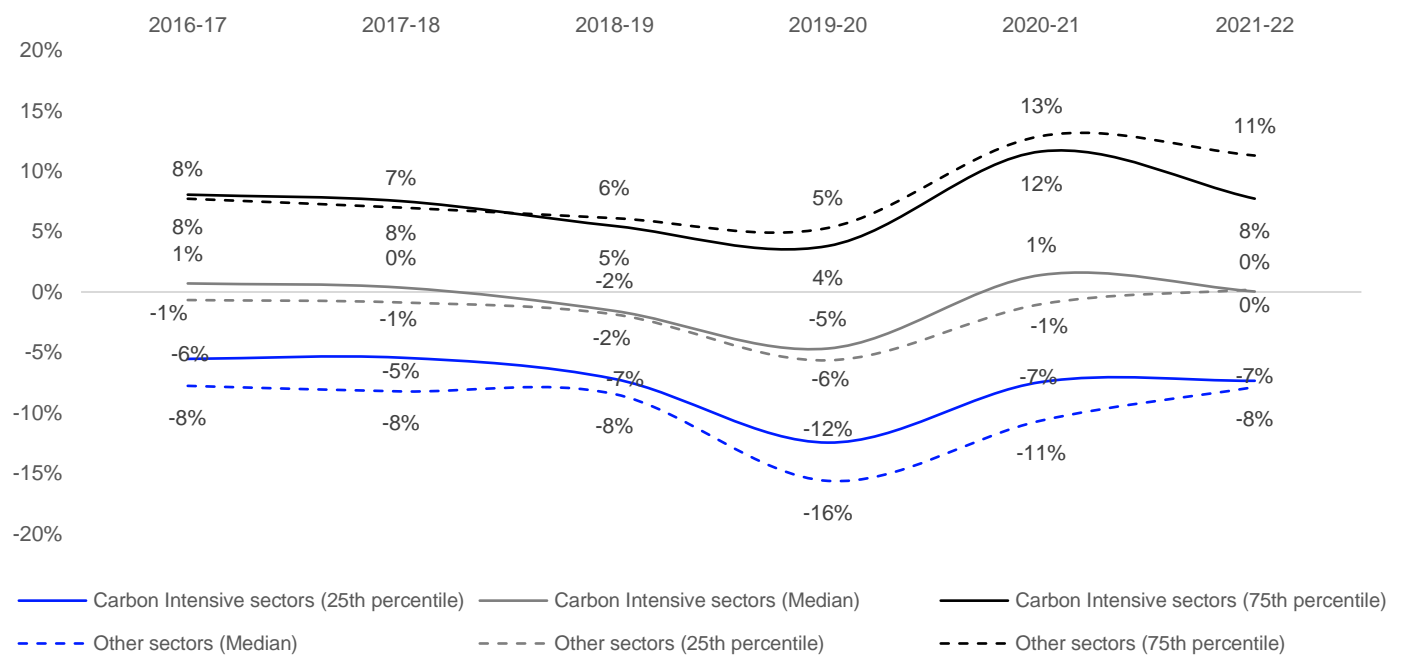 2016-17 2017-18 2018-19 2019-20 2020-21 2021-22
20%
15%
13%
11%
10%
8% 7% 6% 5% 12%
5%
8% 8% 5% 4% 1% 8%
1% 0% -2% 0%
0%
-1% -1% -2% -5% -1% 0%
-5%
-6% -5% -7% -6% -7% -7%
-10%
-8% -8% -8% -12% -11% -8%
-15%
-16%
-20%
Carbon Intensive sectors (25th percentile) Carbon Intensive sectors (Median) Carbon Intensive sectors (75th percentile)
Other sectors (Median) Other sectors (25th percentile) Other sectors (75th percentile)